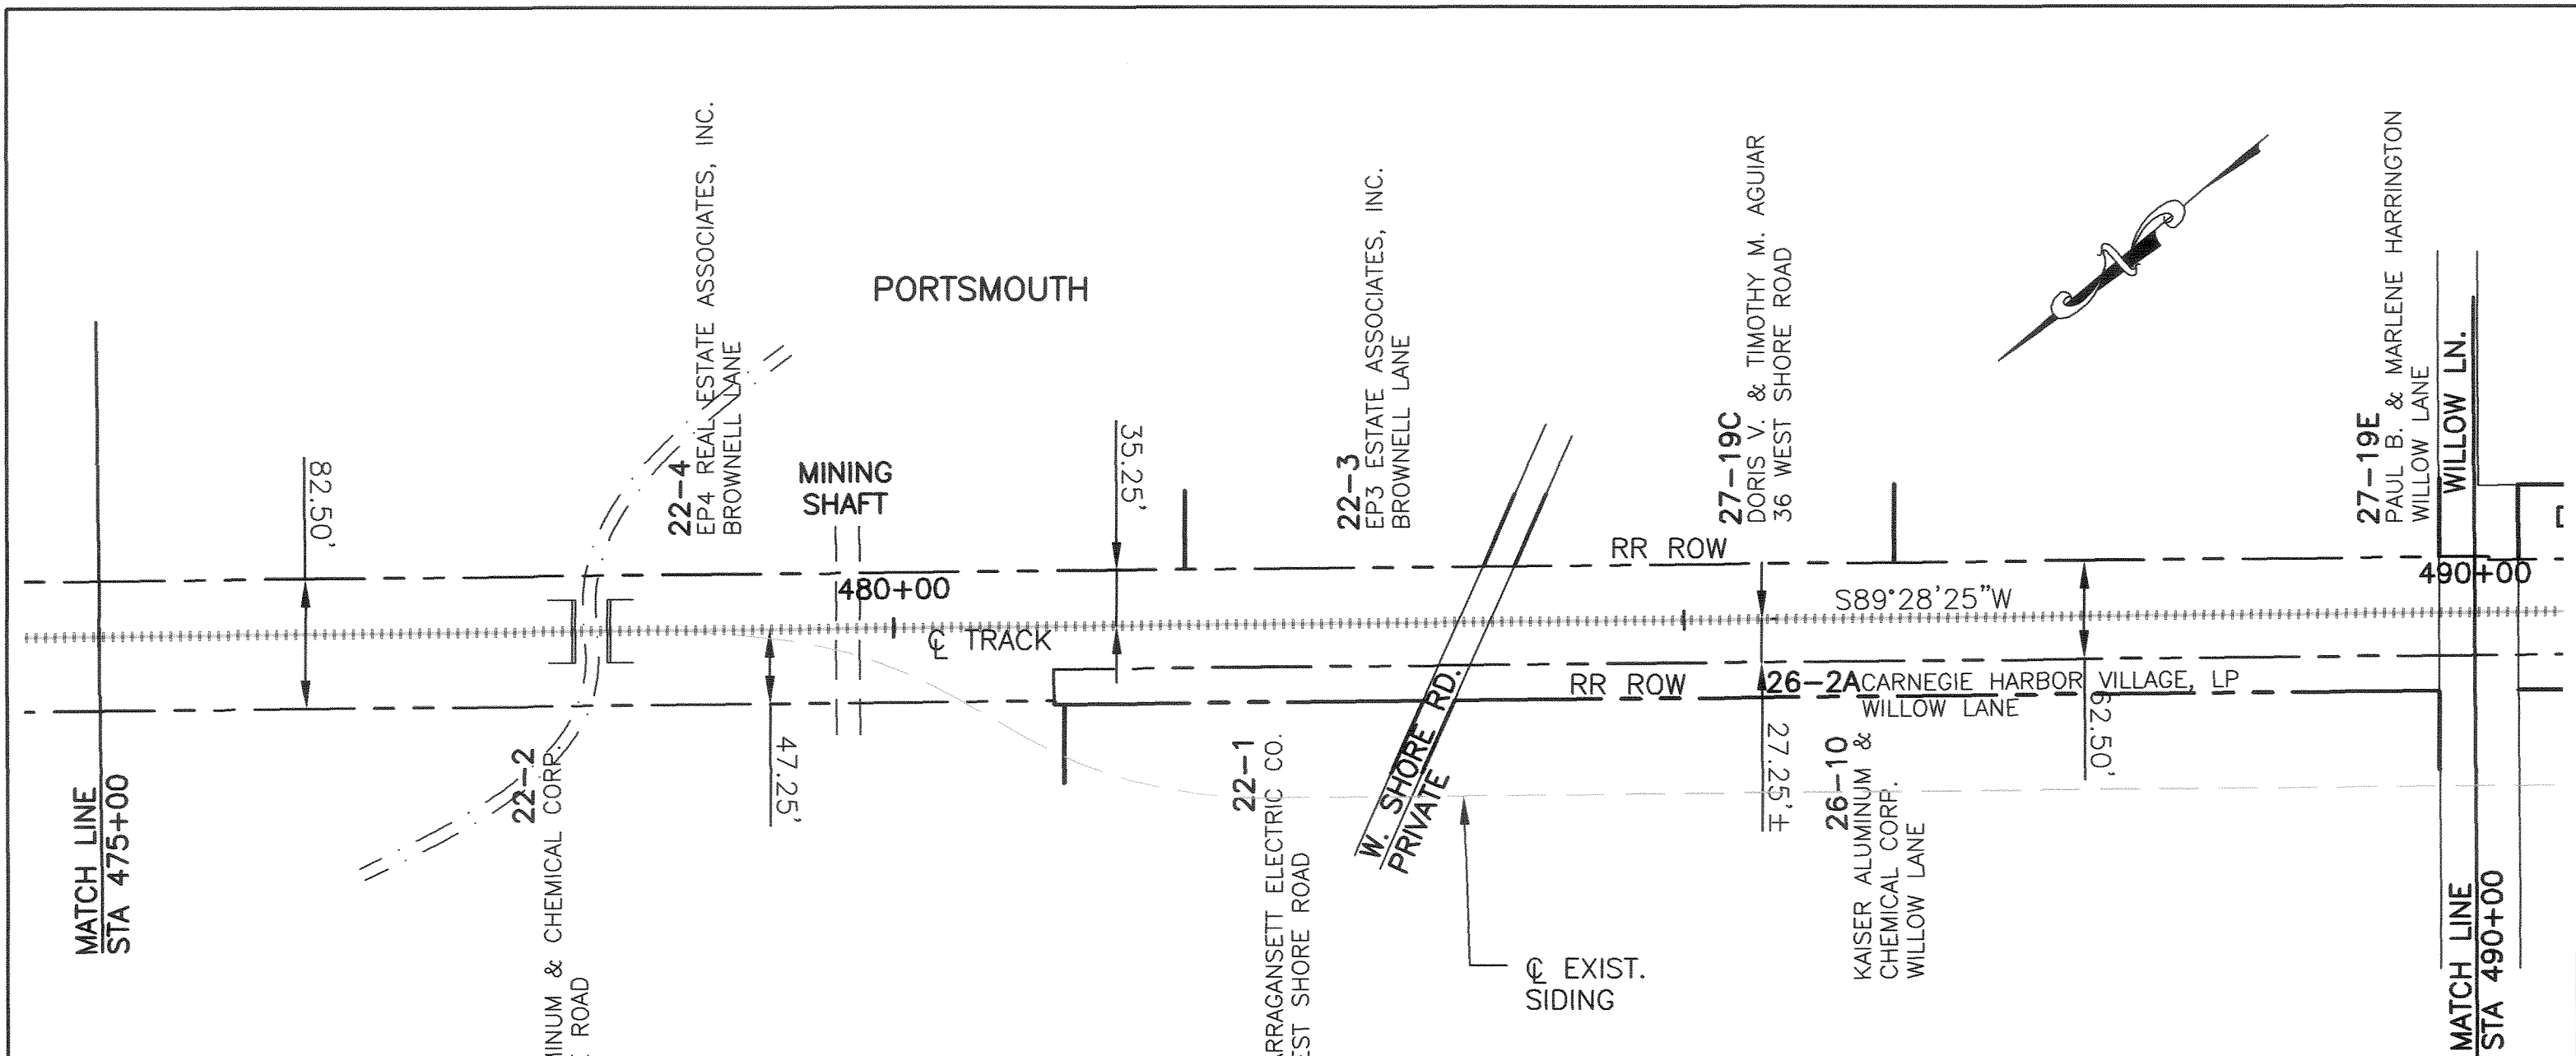 PORTSMOUTH
22-4
EP4 REAL ESTATE ASSOCIATES, INC.
BROWNELL LANE
MINING
SHAFT
22-3
EP3 ESTATE ASSOCIATES, INC.
BROWNELL LANE
27-19C
DORIS V. & TIMOTHY M. AGUIAR
36 WEST SHORE ROAD
N
27-19E
PAUL B. & MARLENE HARRINGTON
WILLOW LANE
WILLOW LN.
82.50'
35.25'
RR ROW
480+00
490+00
S89°28'25"W
℄ TRACK
RR ROW
26-2A CARNEGIE HARBOR VILLAGE, LP
WILLOW LANE
62.50'
47.25'
27.25'±
MATCH LINE
STA 475+00
22-2
MINUM & CHEMICAL CORP.
ROAD
22-1
ARRAGANSETT ELECTRIC CO.
EST SHORE ROAD
W. SHORE RD.
PRIVATE
26-10
KAISER ALUMINUM &
CHEMICAL CORP.
WILLOW LANE
℄ EXIST.
SIDING
MATCH LINE
STA 490+00